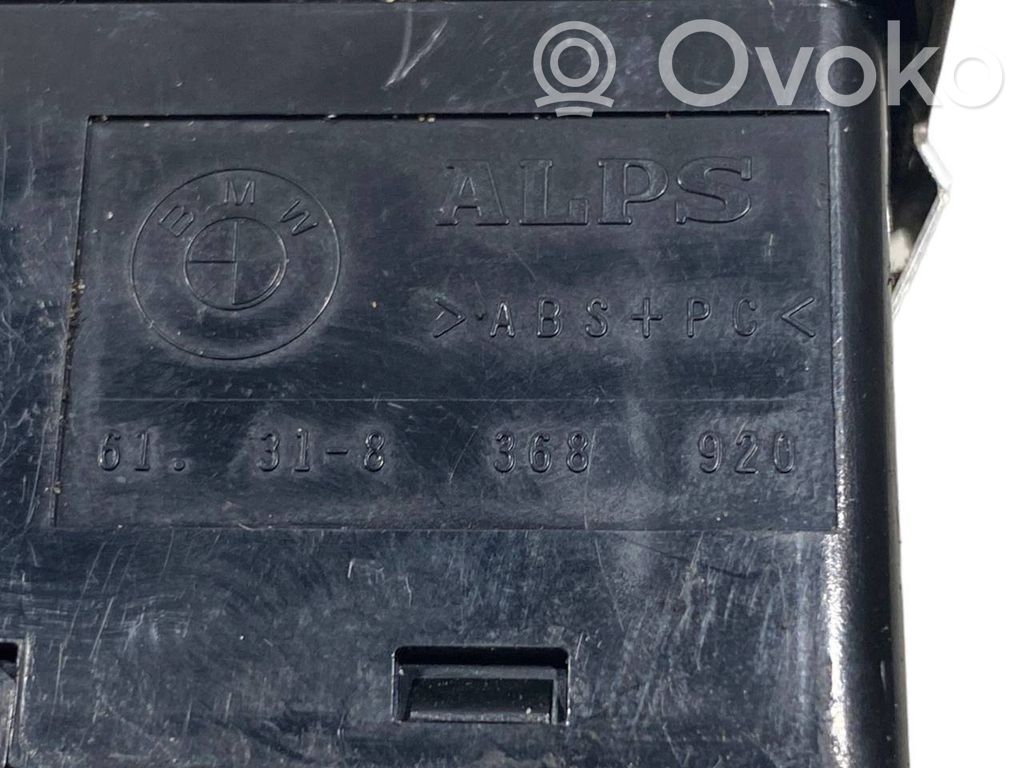 Ovoko
BMW
ALPS
>ABS+PC<
61. 31-8 368 920